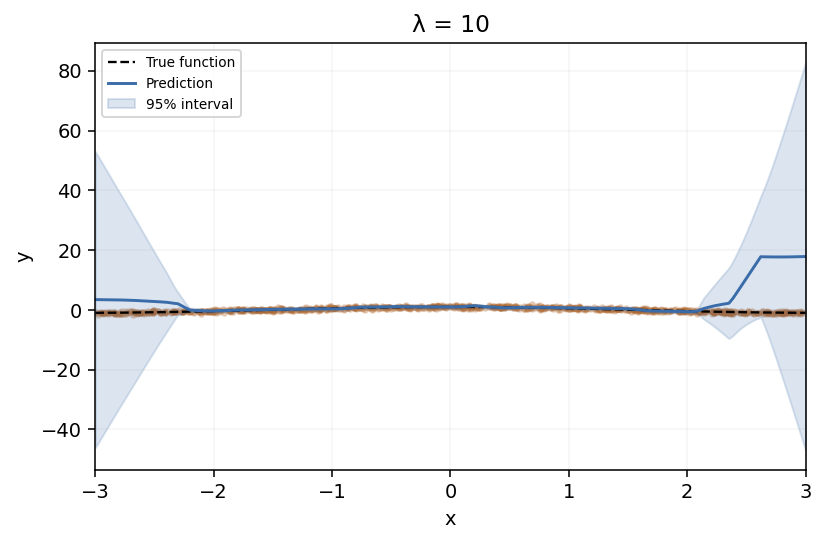 λ = 10
True function
Prediction
95% interval
y
80
60
40
20
0
−20
−40
−3 −2 −1 0 1 2 3
x